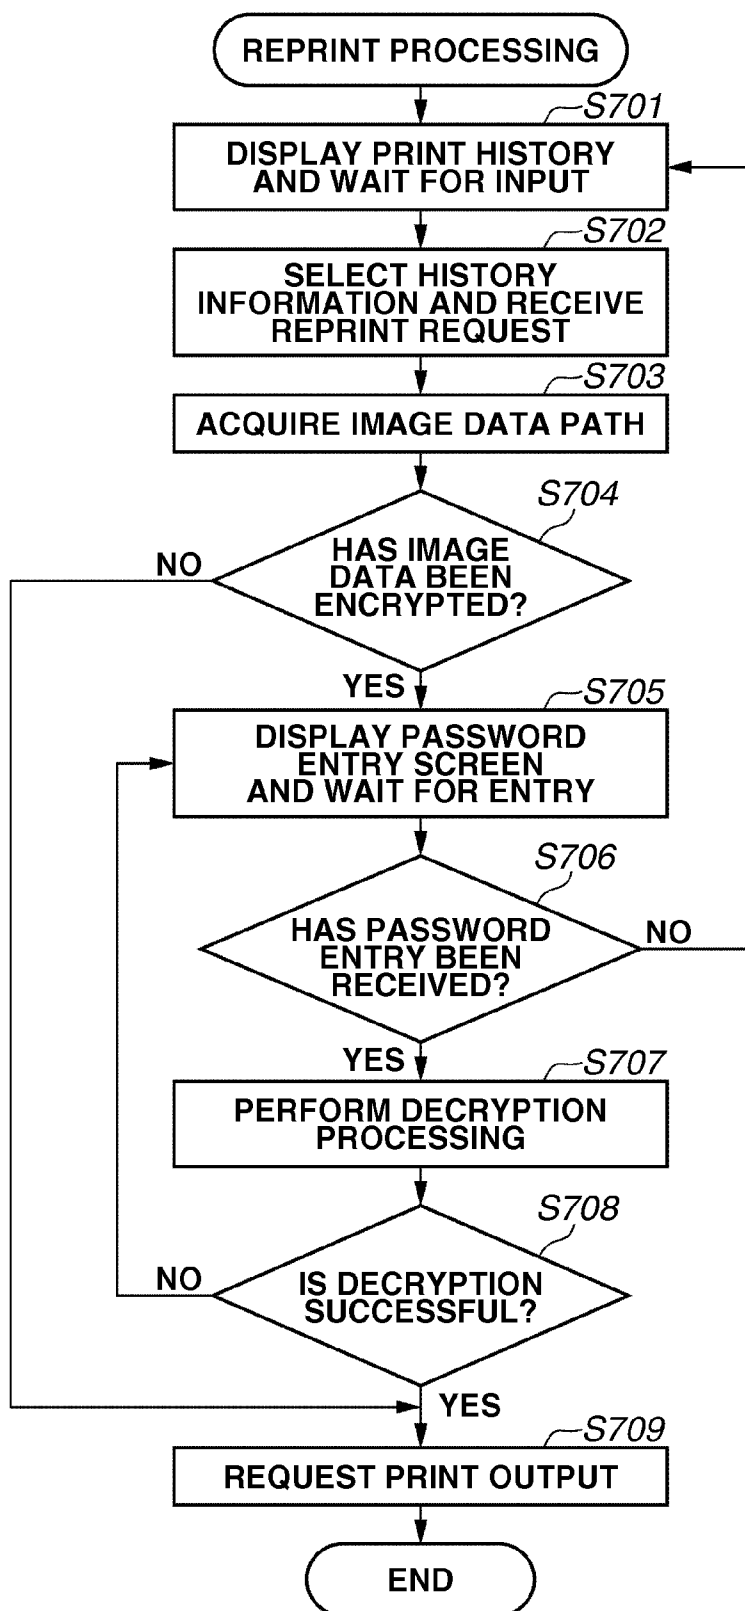 REPRINT PROCESSING
S701
DISPLAY PRINT HISTORY
AND WAIT FOR INPUT
S702
SELECT HISTORY
INFORMATION AND RECEIVE
REPRINT REQUEST
S703
ACQUIRE IMAGE DATA PATH
S704
HAS IMAGE
DATA BEEN
ENCRYPTED?
NO
YES
S705
DISPLAY PASSWORD
ENTRY SCREEN
AND WAIT FOR ENTRY
S706
HAS PASSWORD
ENTRY BEEN
RECEIVED?
NO
YES
S707
PERFORM DECRYPTION
PROCESSING
S708
IS DECRYPTION
SUCCESSFUL?
NO
YES
S709
REQUEST PRINT OUTPUT
END